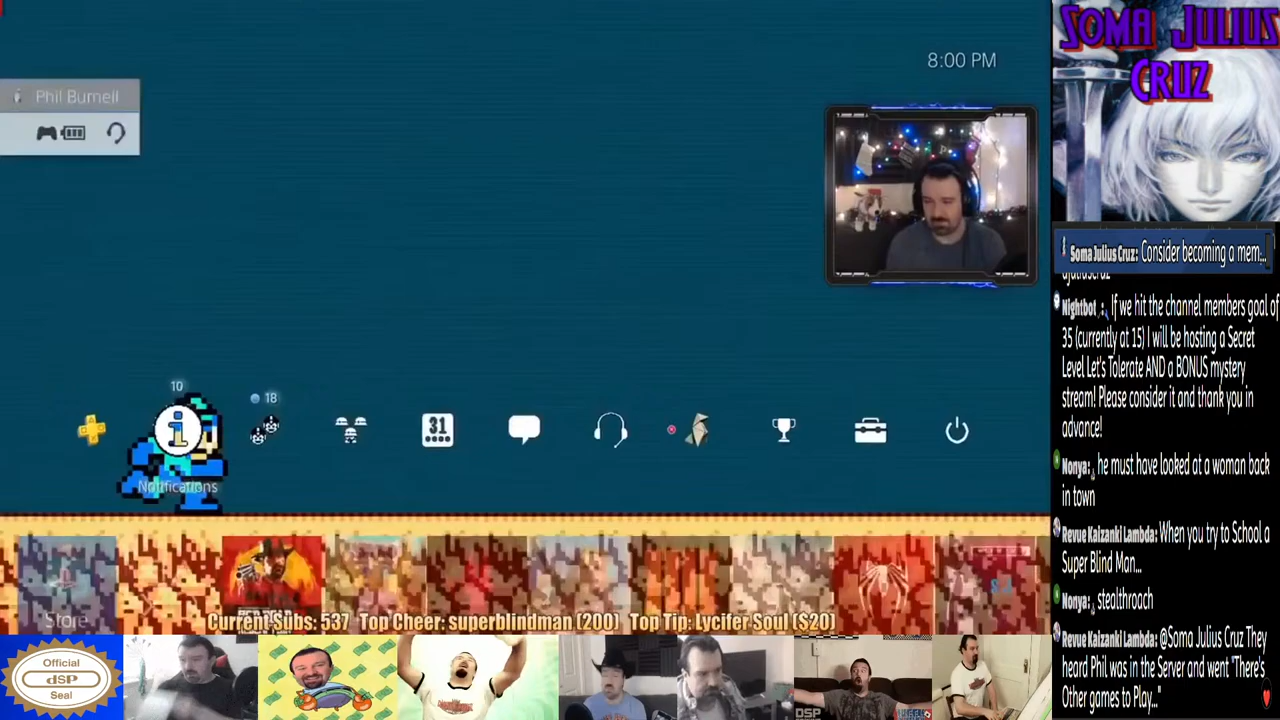 SOMA JULIUS
CRUZ
8:00 PM
Phil Burnell
10
18
31
Notifications
Store
Current Subs: 537 Top Cheer: superblindman (200) Top Tip: Lycifer Soul ($20)
Official
dSP
Seal
DSP
Soma Julius Cruz: Consider becoming a mem...
ajuliuscruz
Nightbot: If we hit the channel members goal of
35 (currently at 15) I will be hosting a Secret
Level Let's Tolerate AND a BONUS mystery
stream! Please consider it and thank you in
advance!
Nonya: he must have looked at a woman back
in town
Revue Kaizanki Lambda: When you try to School a
Super Blind Man...
Nonya: stealthroach
Revue Kaizanki Lambda: @Soma Julius Cruz They
heard Phil was in the Server and went "There's
Other games to Play..."